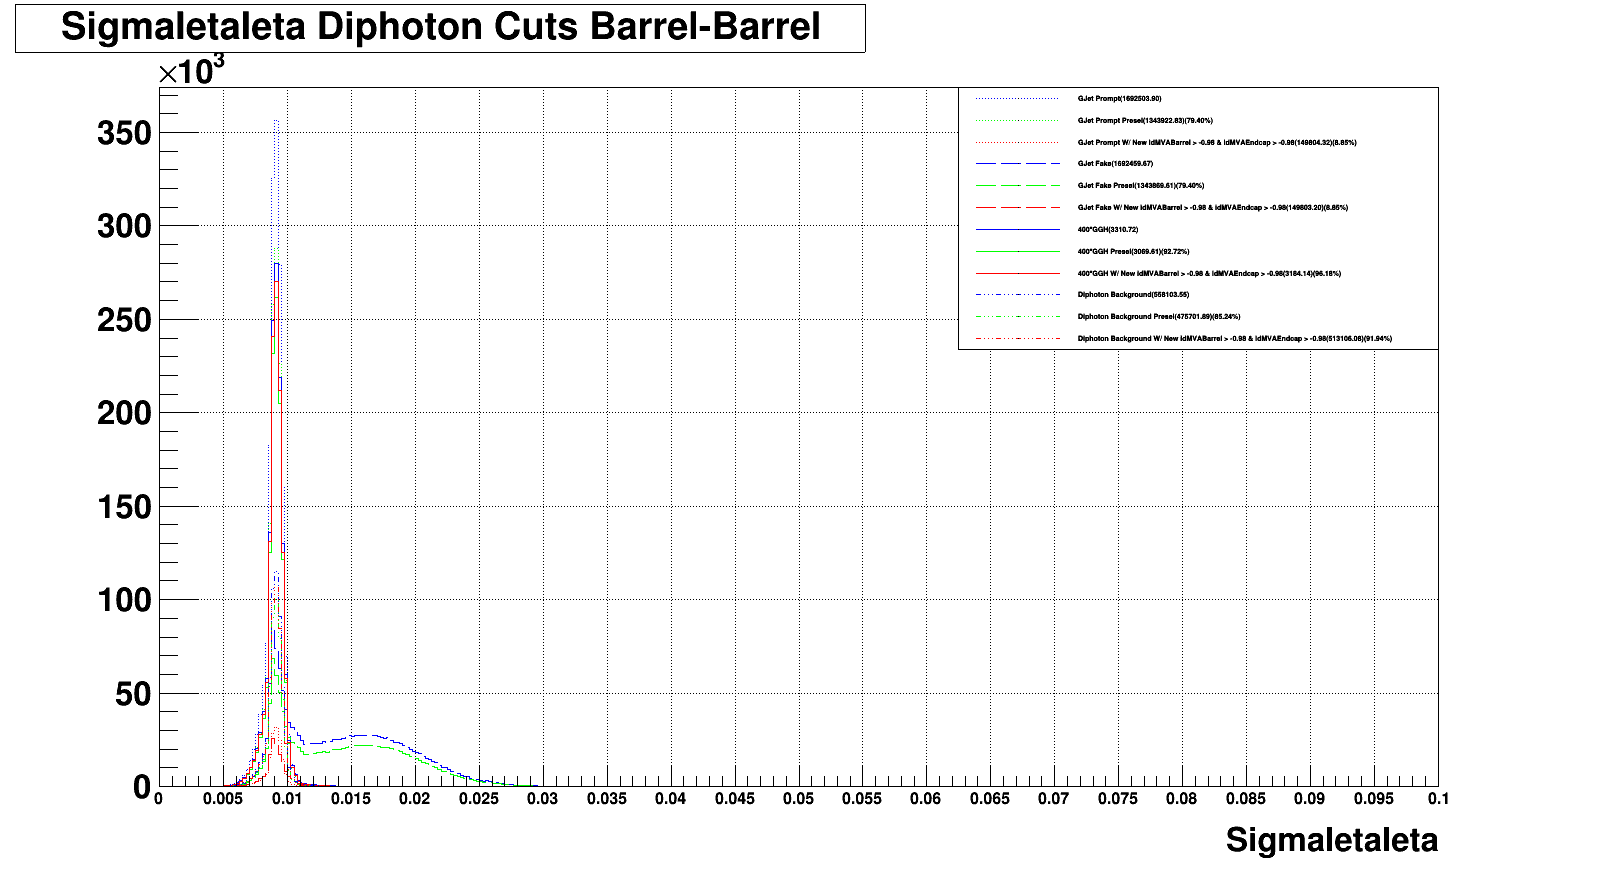 Sigmaletaleta Diphoton Cuts Barrel-Barrel
×10³
350
300
250
200
150
100
50
0
0 0.005 0.01 0.015 0.02 0.025 0.03 0.035 0.04 0.045 0.05 0.055 0.06 0.065 0.07 0.075 0.08 0.085 0.09 0.095 0.1
Sigmaletaleta
GJet Prompt(1692503.90)
GJet Prompt Presel(1343922.83)(79.40%)
GJet Prompt W/ New IdMVABarrel > -0.98 & IdMVAEndcap > -0.98(149804.32)(8.85%)
GJet Fake(1692459.67)
GJet Fake Presel(1343869.61)(79.40%)
GJet Fake W/ New IdMVABarrel > -0.98 & IdMVAEndcap > -0.98(149803.20)(8.85%)
400*GGH(3310.72)
400*GGH Presel(3069.61)(92.72%)
400*GGH W/ New IdMVABarrel > -0.98 & IdMVAEndcap > -0.98(3184.14)(96.18%)
Diphoton Background(558103.55)
Diphoton Background Presel(475701.89)(85.24%)
Diphoton Background W/ New IdMVABarrel > -0.98 & IdMVAEndcap > -0.98(513106.06)(91.94%)